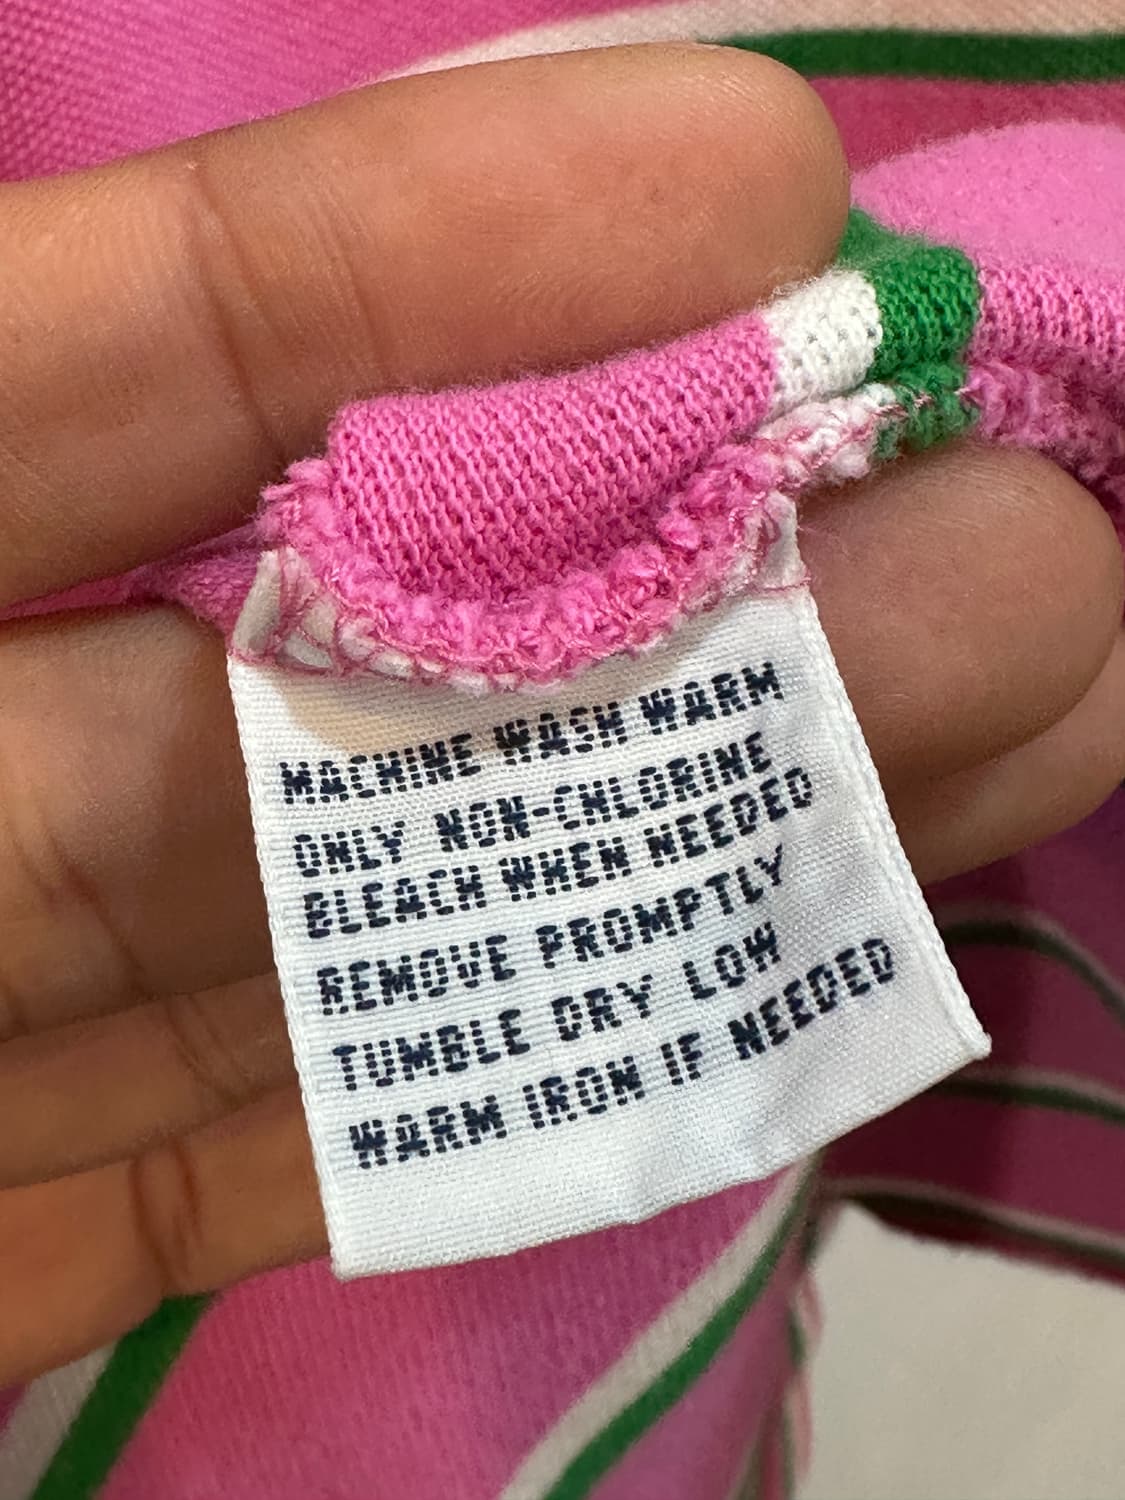 MACHINE WASH WARM
ONLY NON-CHLORINE
BLEACH WHEN NEEDED
REMOVE PROMPTLY
TUMBLE DRY LOW
WARM IRON IF NEEDED